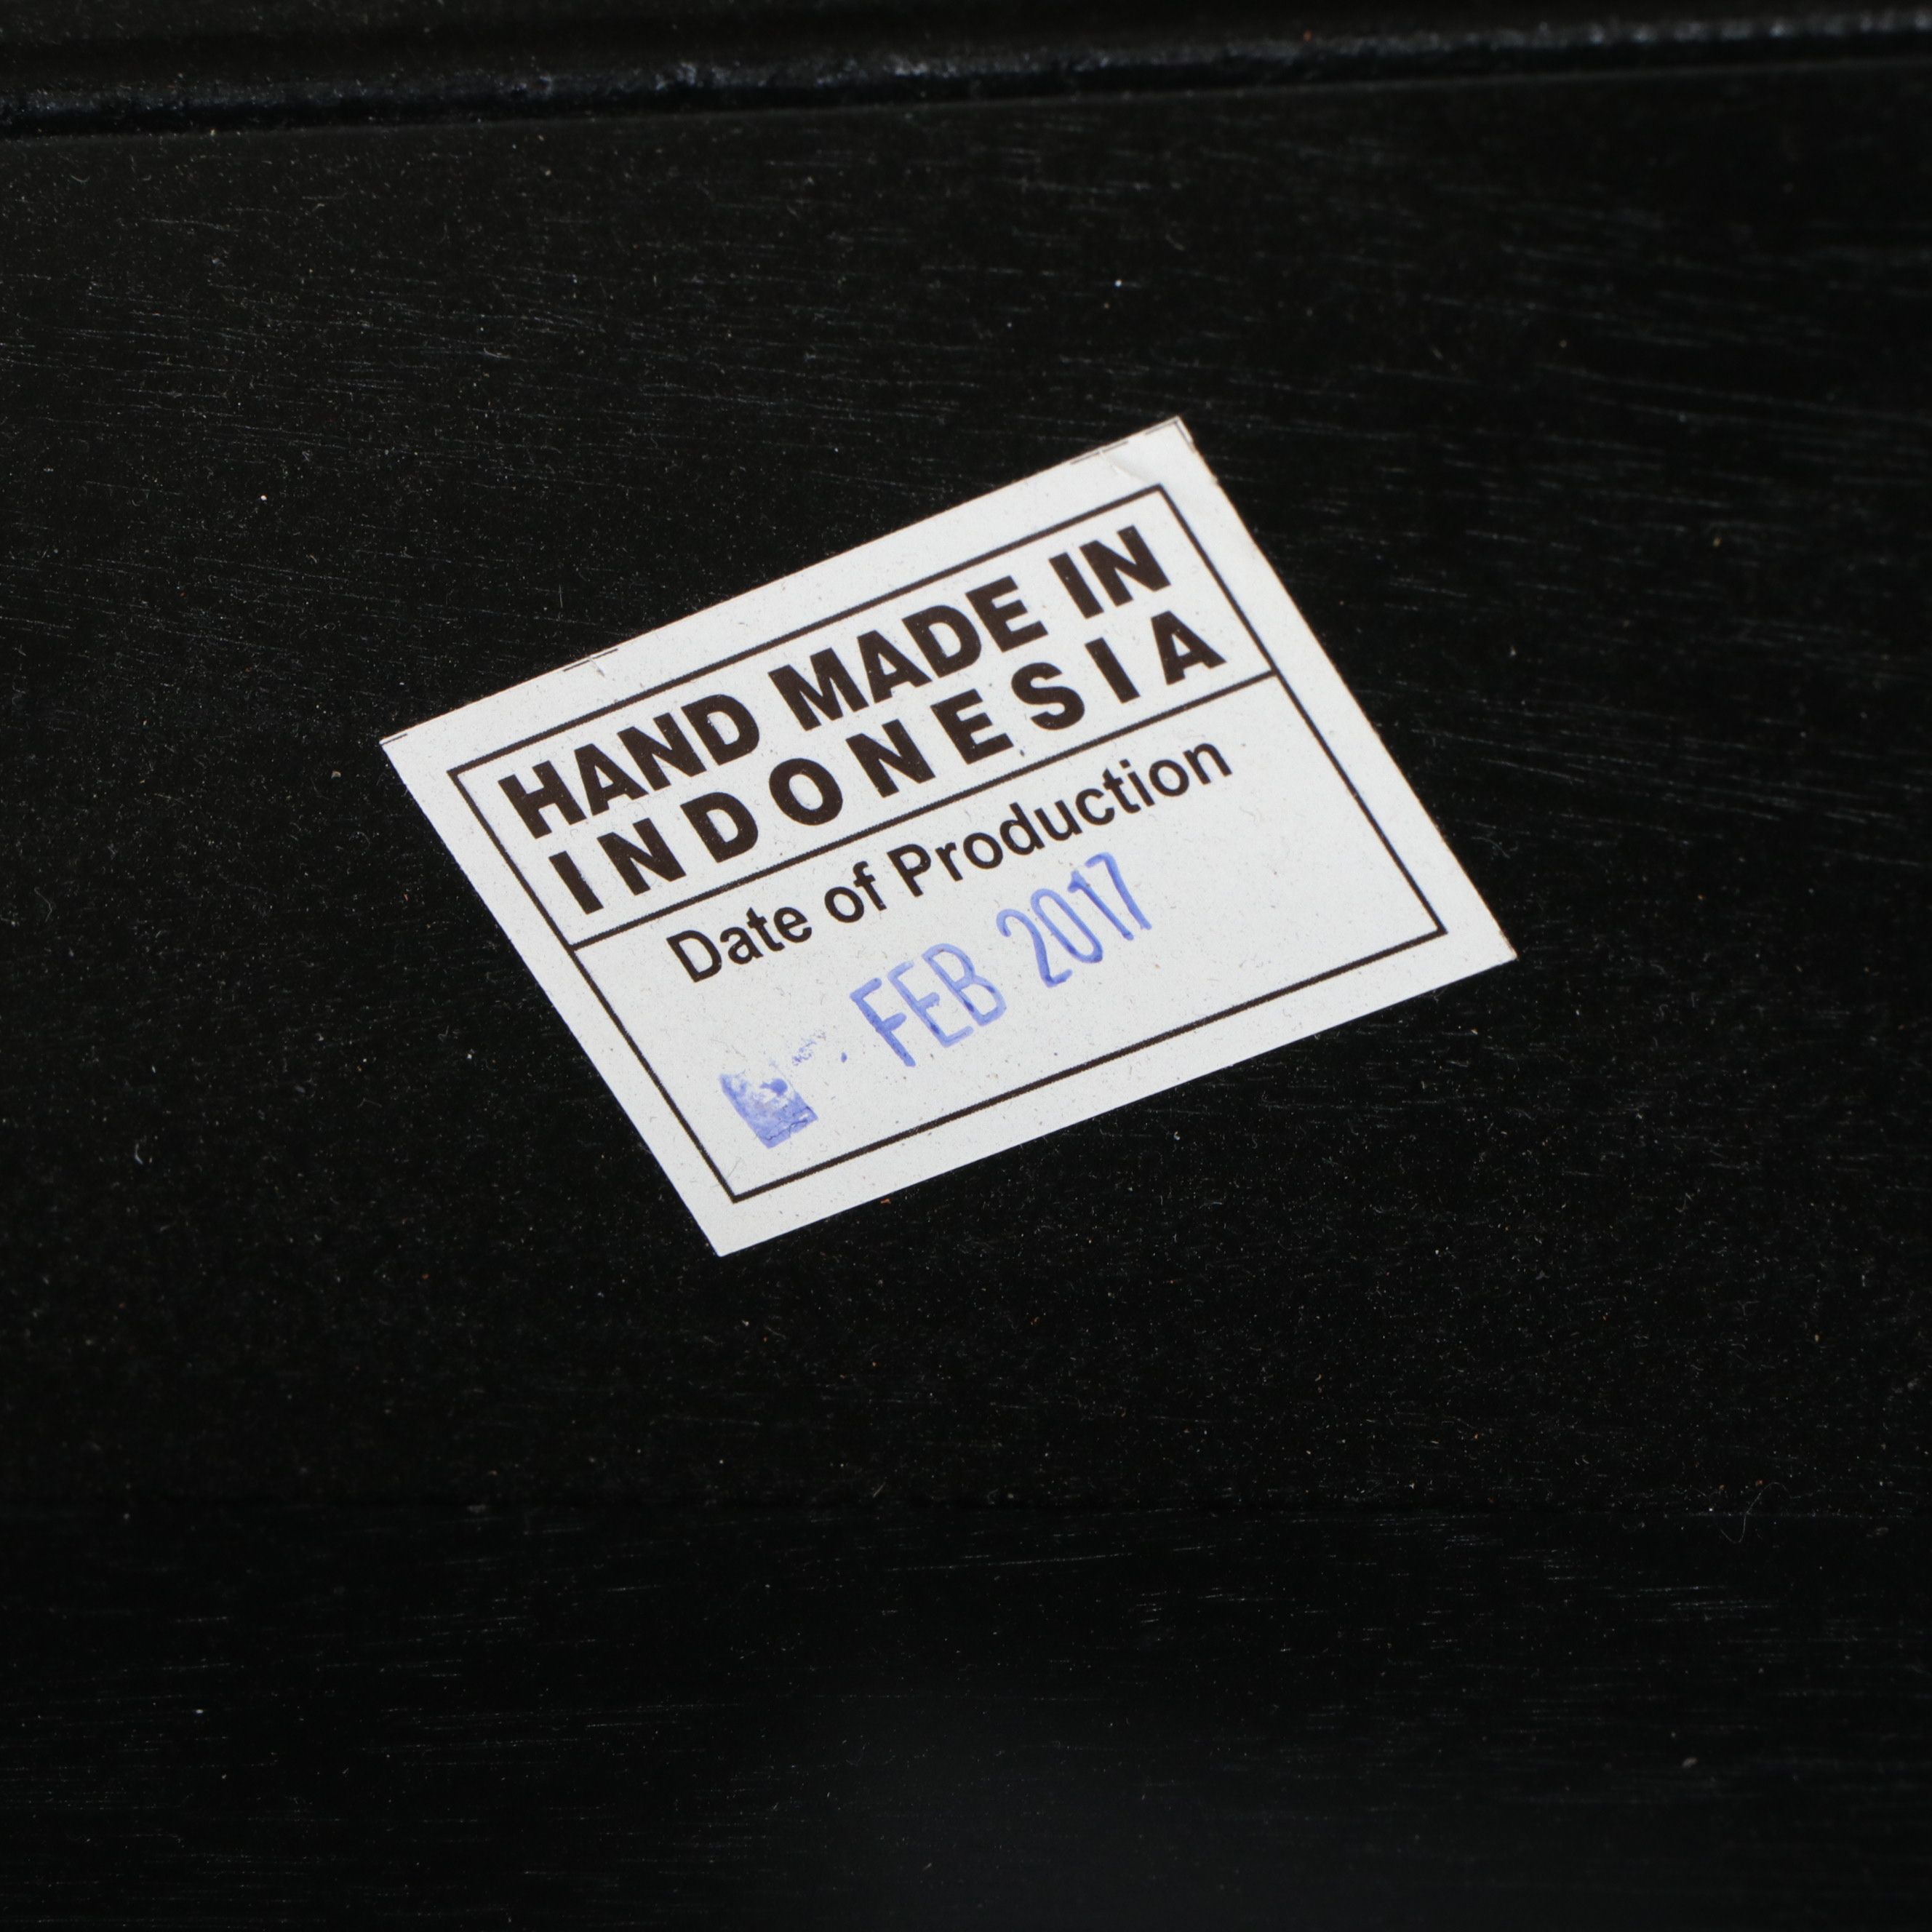 HAND MADE IN
INDONESIA
Date of Production
FEB 2017